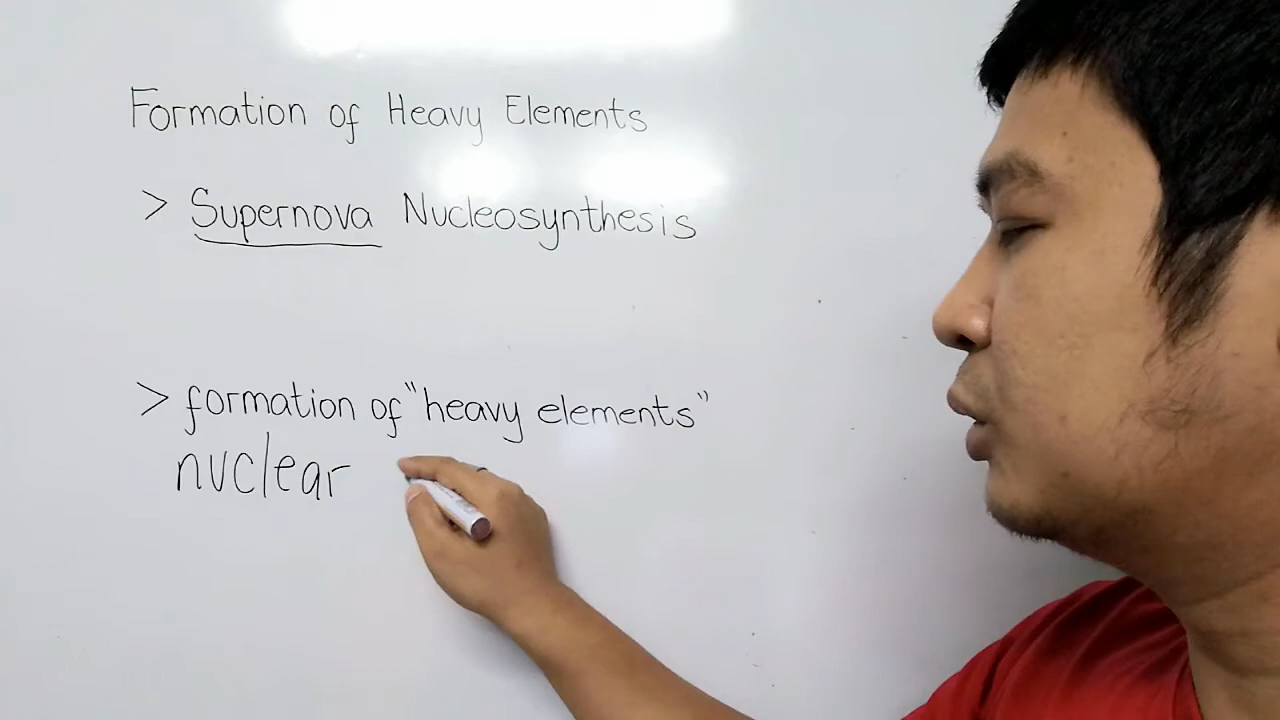 Formation of Heavy Elements
> Supernova Nucleosynthesis
> formation of "heavy elements"
nuclear